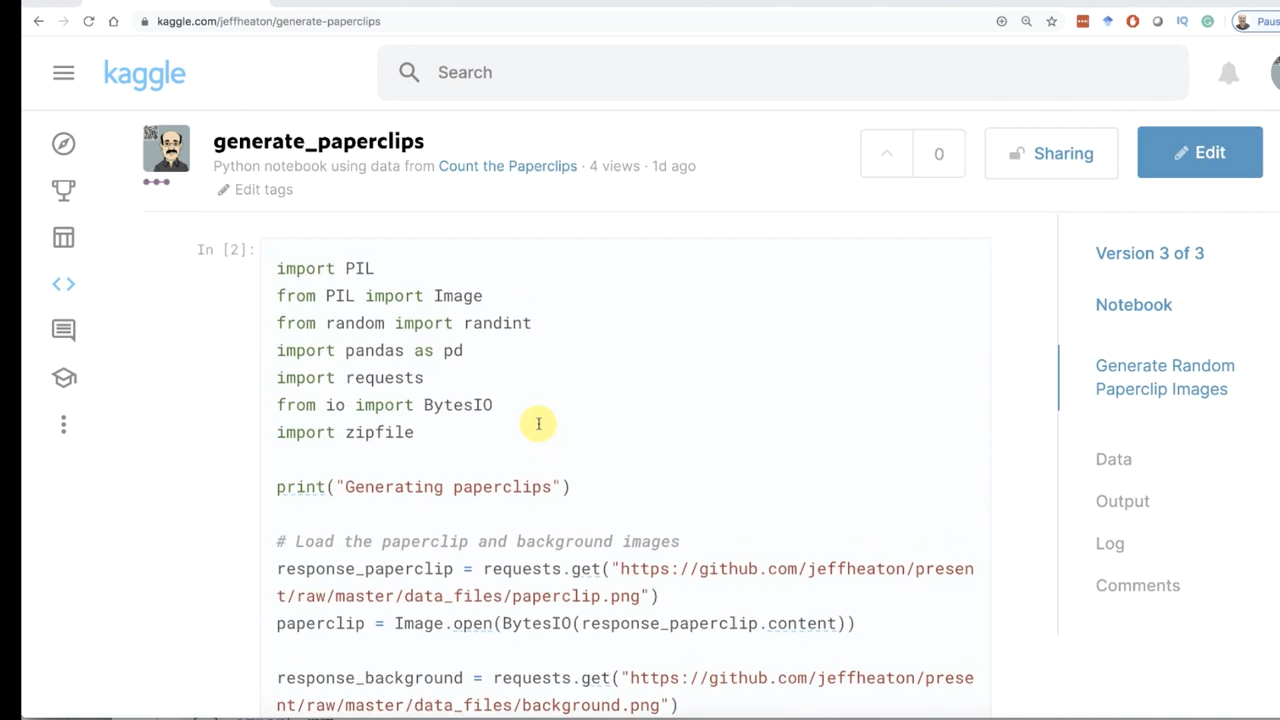 kaggle.com/jeffheaton/generate-paperclips
IQ
Paus
kaggle
Search
generate_paperclips
Python notebook using data from Count the Paperclips · 4 views · 1d ago
Edit tags
0
Sharing
Edit
In [2]:
import PIL
from PIL import Image
from random import randint
import pandas as pd
import requests
from io import BytesIO
import zipfile
print("Generating paperclips")
# Load the paperclip and background images
response_paperclip = requests.get("https://github.com/jeffheaton/presen
t/raw/master/data_files/paperclip.png")
paperclip = Image.open(BytesIO(response_paperclip.content))
response_background = requests.get("https://github.com/jeffheaton/prese
nt/raw/master/data_files/background.png")
Version 3 of 3
Notebook
Generate Random
Paperclip Images
Data
Output
Log
Comments